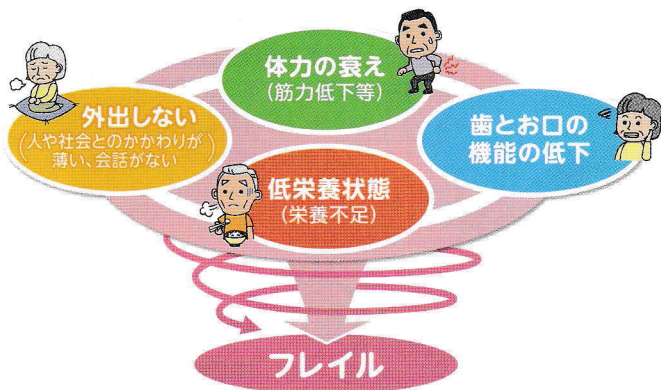 体力の衰え
(筋力低下等)
外出しない
(人や社会とのかかわりが
薄い、会話がない)
歯とお口の
機能の低下
低栄養状態
(栄養不足)
フレイル